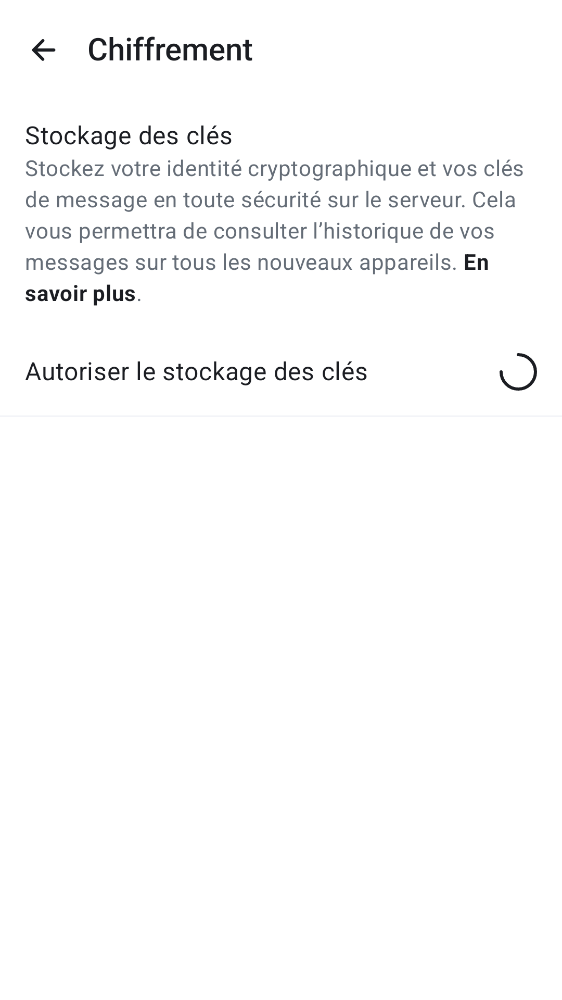 Chiffrement
Stockage des clés
Stockez votre identité cryptographique et vos clés
de message en toute sécurité sur le serveur. Cela
vous permettra de consulter l’historique de vos
messages sur tous les nouveaux appareils. En
savoir plus.
Autoriser le stockage des clés